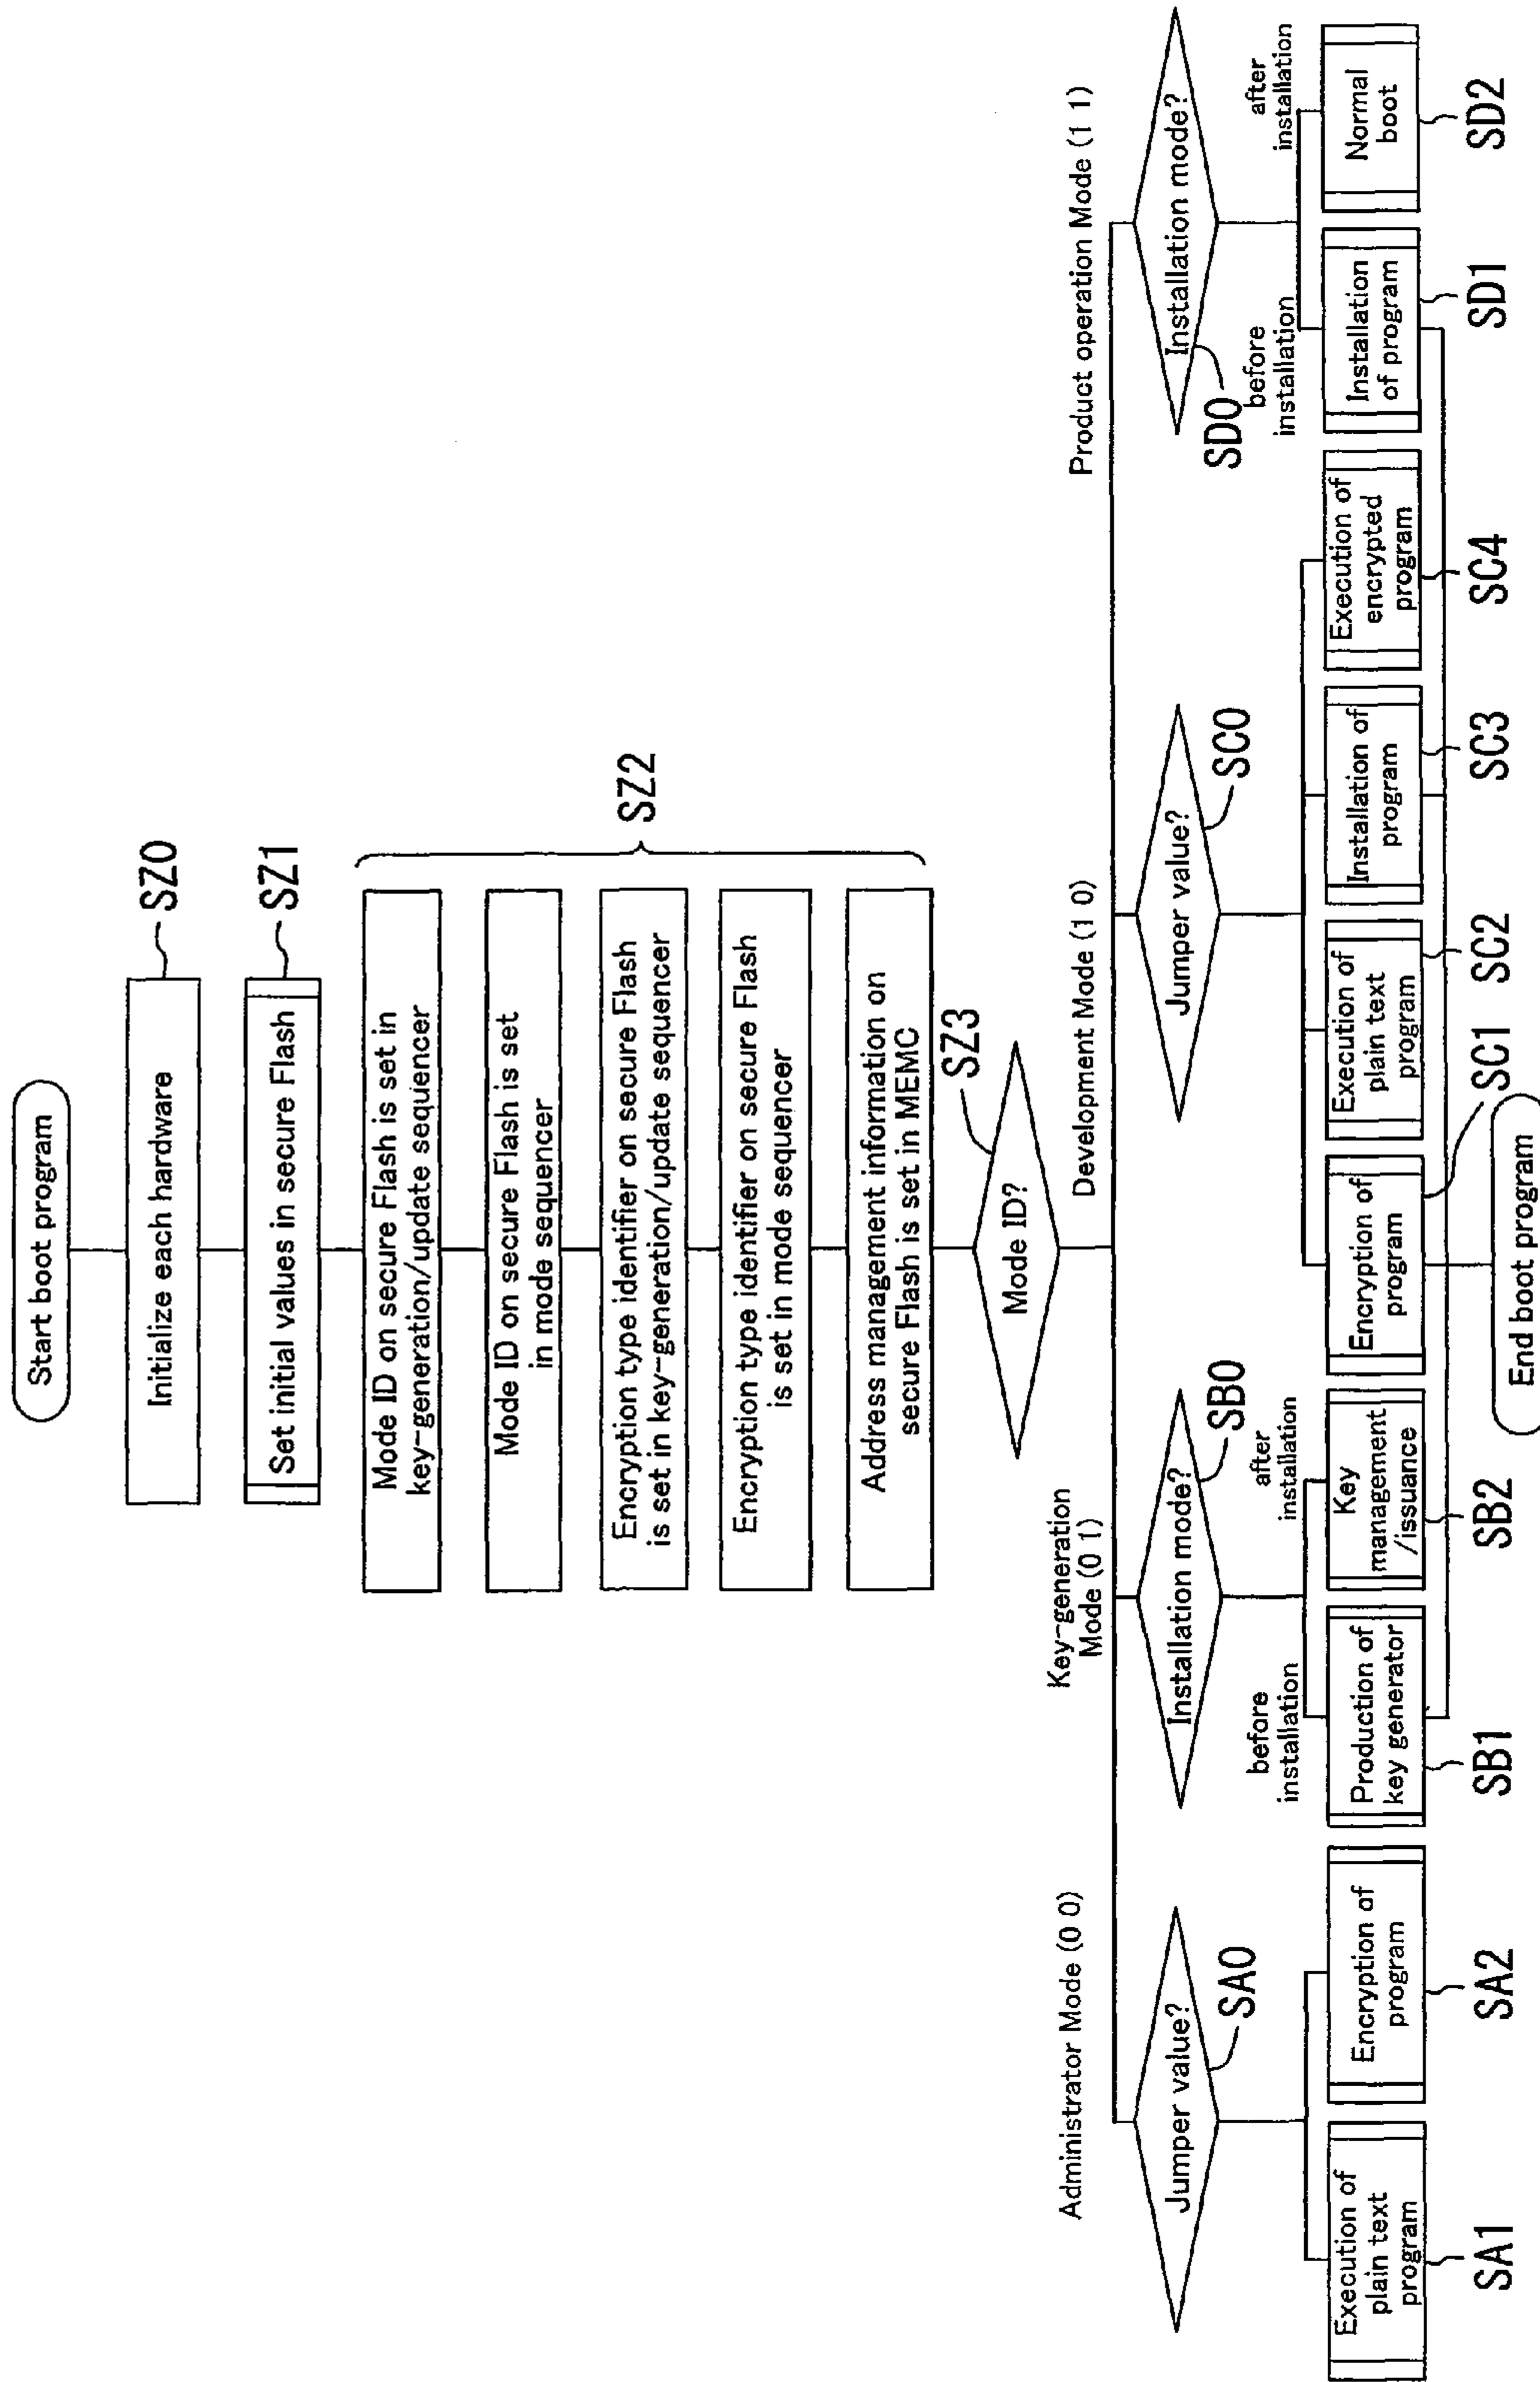 Start boot program
Initialize each hardware
SZ0
Set initial values in secure Flash
SZ1
Mode ID on secure Flash is set in
key-generation/update sequencer
Mode ID on secure Flash is set
in mode sequencer
Encryption type identifier on secure Flash
is set in key-generation/update sequencer
Encryption type identifier on secure Flash
is set in mode sequencer
Address management information on
secure Flash is set in MEMC
SZ2
Mode ID?
SZ3
Administrator Mode (0 0)
Jumper value?
SA0
Execution of
plain text
program
SA1
Encryption of
program
SA2
Key-generation
Mode (0 1)
Installation mode?
SB0
before
installation
after
installation
Production of
key generator
SB1
Key
management
/issuance
SB2
Development Mode (1 0)
Jumper value?
SC0
Encryption of
program
SC1
Execution of
plain text
program
SC2
Installation of
program
SC3
Execution of
encrypted
program
SC4
Product operation Mode (1 1)
Installation mode?
SD0
before
installation
after
installation
Installation
of program
SD1
Normal
boot
SD2
End boot program